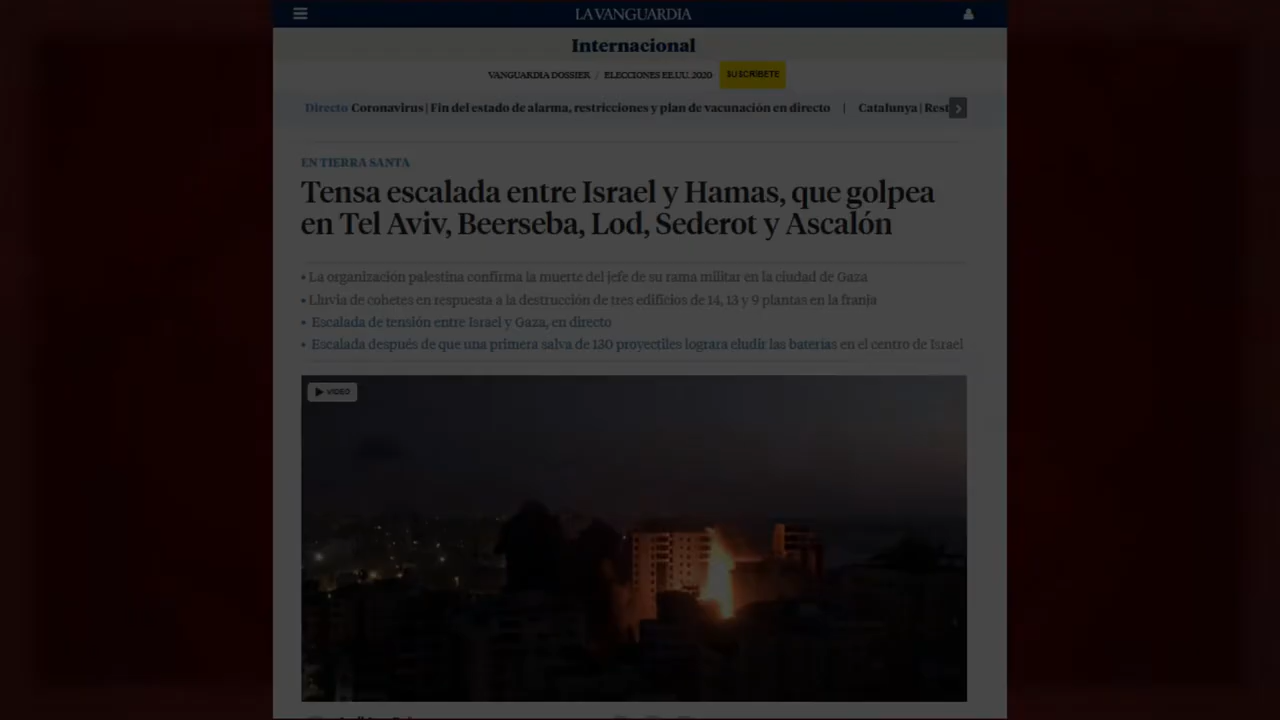 LA VANGUARDIA
Internacional
VANGUARDIA DOSSIER / ELECCIONES EE.UU. 2020 SUSCRÍBETE
Directo Coronavirus | Fin del estado de alarma, restricciones y plan de vacunación en directo | Catalunya | Rest
EN TIERRA SANTA
Tensa escalada entre Israel y Hamas, que golpea
en Tel Aviv, Beerseba, Lod, Sederot y Ascalón
• La organización palestina confirma la muerte del jefe de su rama militar en la ciudad de Gaza
• Lluvia de cohetes en respuesta a la destrucción de tres edificios de 14, 13 y 9 plantas en la franja
• Escalada de tensión entre Israel y Gaza, en directo
• Escalada después de que una primera salva de 130 proyectiles lograra eludir las baterías en el centro de Israel
VIDEO